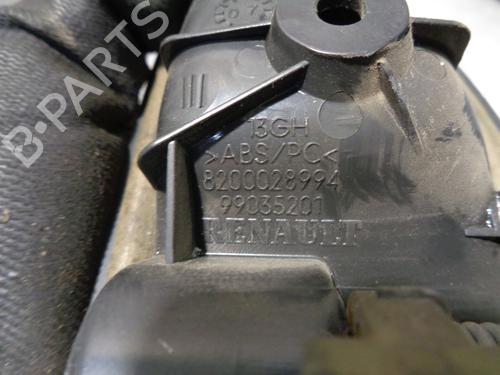 13GH
>ABS/PC<
8200028994
99035201
RENAULT
B-PARTS